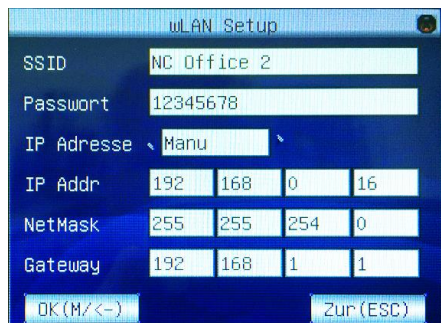 wLAN Setup
SSID NC Office 2
Passwort 12345678
IP Adresse Manu
IP Addr 192 168 0 16
NetMask 255 255 254 0
Gateway 192 168 1 1
OK(M/<-) Zur(ESC)